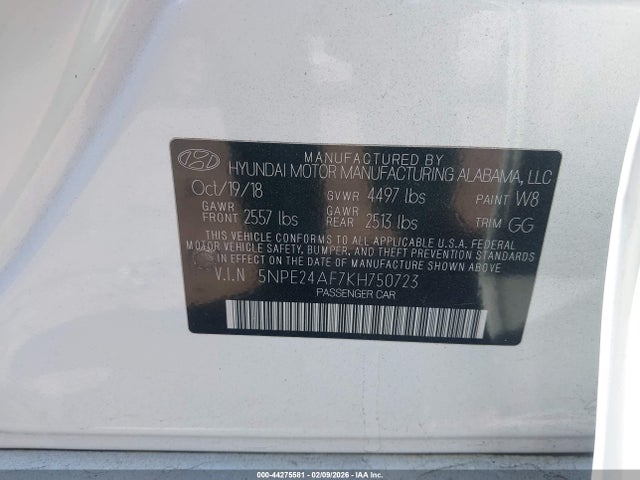 MANUFACTURED BY
HYUNDAI MOTOR MANUFACTURING ALABAMA, LLC
Oct/19/18 GVWR 4497 lbs PAINT W8
GAWR FRONT 2557 lbs GAWR REAR 2513 lbs TRIM GG
THIS VEHICLE CONFORMS TO ALL APPLICABLE U.S.A. FEDERAL
MOTOR VEHICLE SAFETY, BUMPER, AND THEFT PREVENTION STANDARDS
IN EFFECT ON THE DATE OF MANUFACTURE SHOWN ABOVE.
V.I.N 5NPE24AF7KH750723
PASSENGER CAR
000-44275581 - 02/09/2026 - IAAI.COM